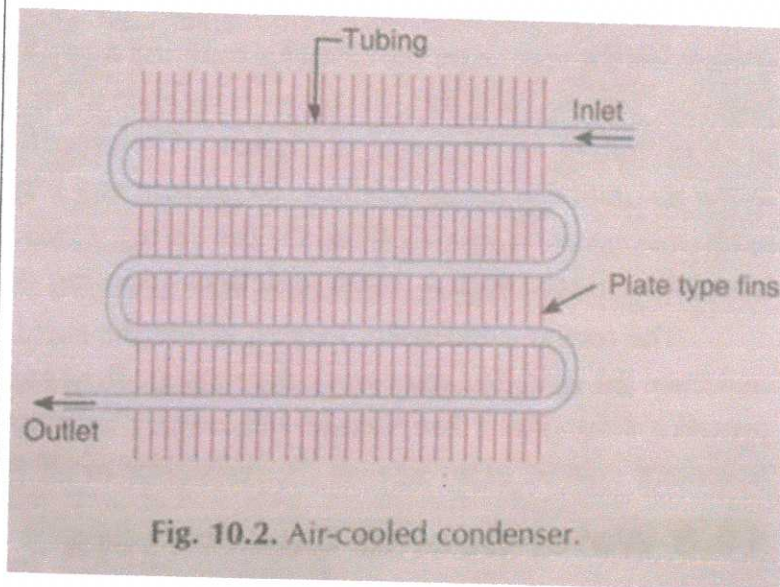 Tubing
Inlet
Plate type fins
Outlet
Fig. 10.2. Air-cooled condenser.